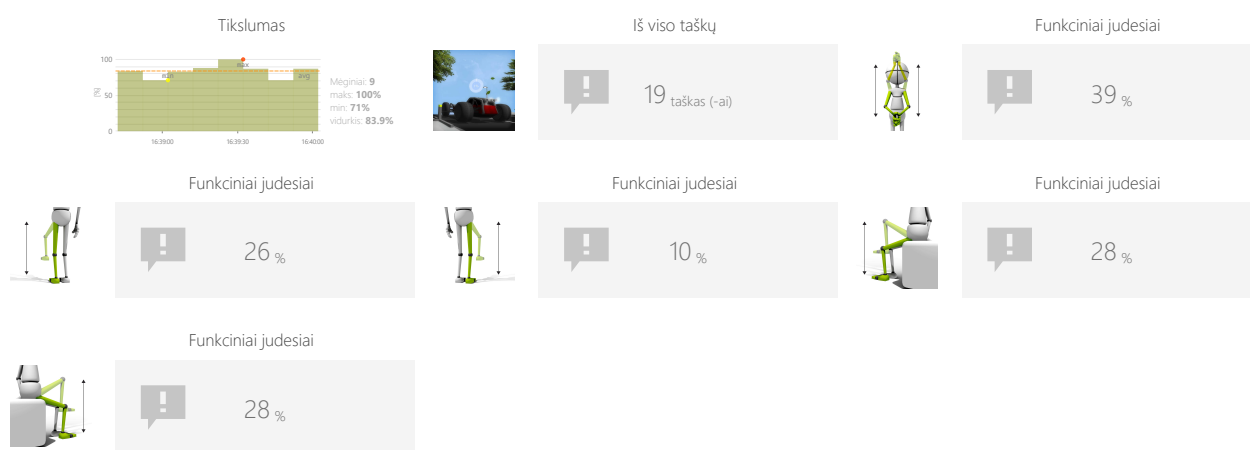 Tikslumas
100
50
0
[%]
min
max
avg
16:39:00
16:39:30
16:40:00
Mėginiai: 9
maks: 100%
min: 71%
vidurkis: 83.9%
Iš viso taškų
19 taškas (-ai)
Funkciniai judesiai
39 %
Funkciniai judesiai
26 %
Funkciniai judesiai
10 %
Funkciniai judesiai
28 %
Funkciniai judesiai
28 %